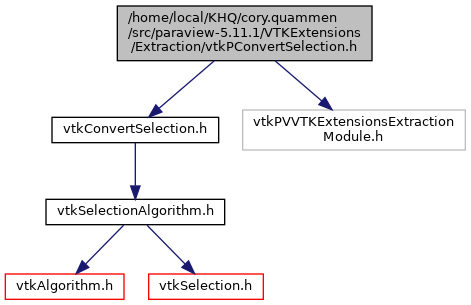 /home/local/KHQ/cory.quammen
/src/paraview-5.11.1/VTKExtensions
/Extraction/vtkPConvertSelection.h
vtkConvertSelection.h
vtkPVVTKExtensionsExtraction
Module.h
vtkSelectionAlgorithm.h
vtkAlgorithm.h
vtkSelection.h